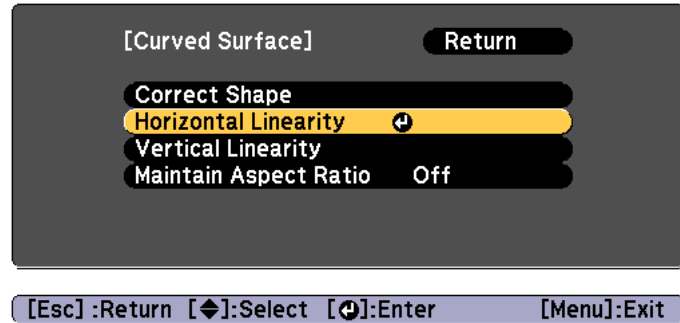 [Curved Surface] Return
Correct Shape
Horizontal Linearity
Vertical Linearity
Maintain Aspect Ratio Off
[Esc] :Return [◆]:Select [⏎]:Enter [Menu]:Exit